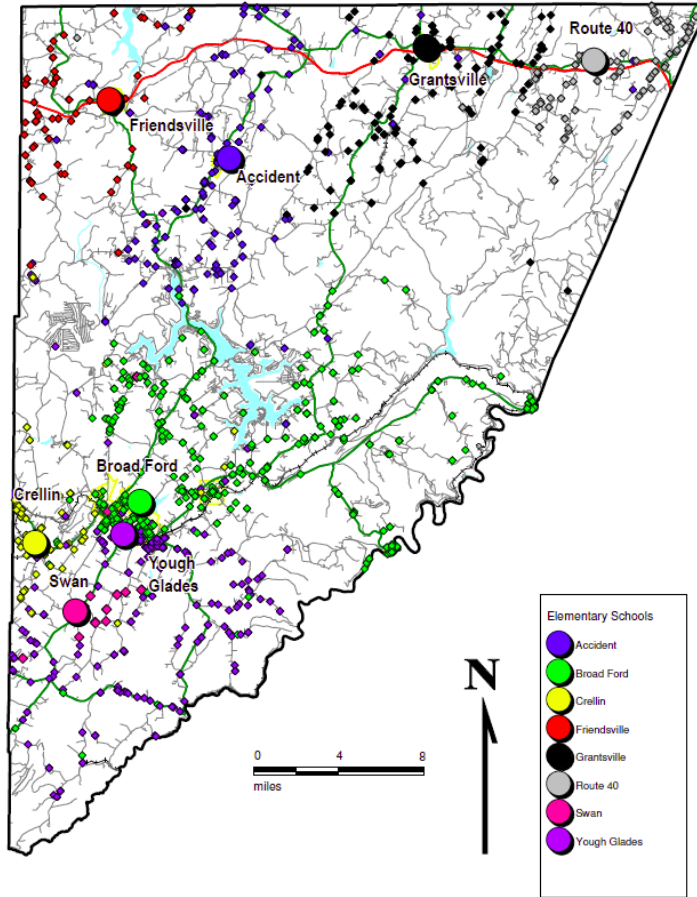 Route 40
Grantsville
Friendsville
Accident
Broad Ford
Crellin
Yough
Glades
Swan
N
0 4 8
miles
Elementary Schools
Accident
Broad Ford
Crellin
Friendsville
Grantsville
Route 40
Swan
Yough Glades